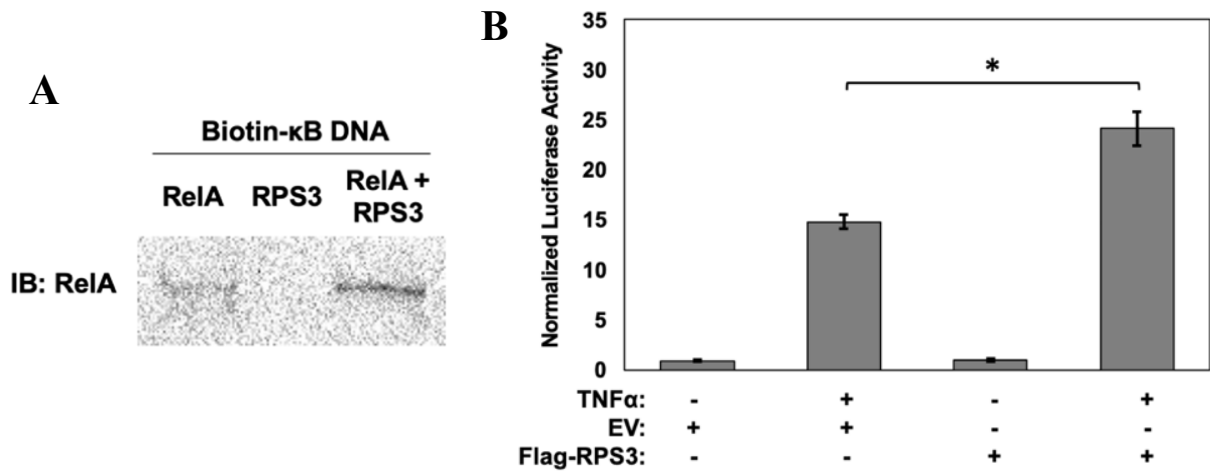 A
Biotin-κB DNA
RelA RPS3 RelA +
RPS3
IB: RelA
B
Normalized Luciferase Activity
35
30
25
20
15
10
5
0
*
TNFα: - + - +
EV: + + - -
Flag-RPS3: - - + +